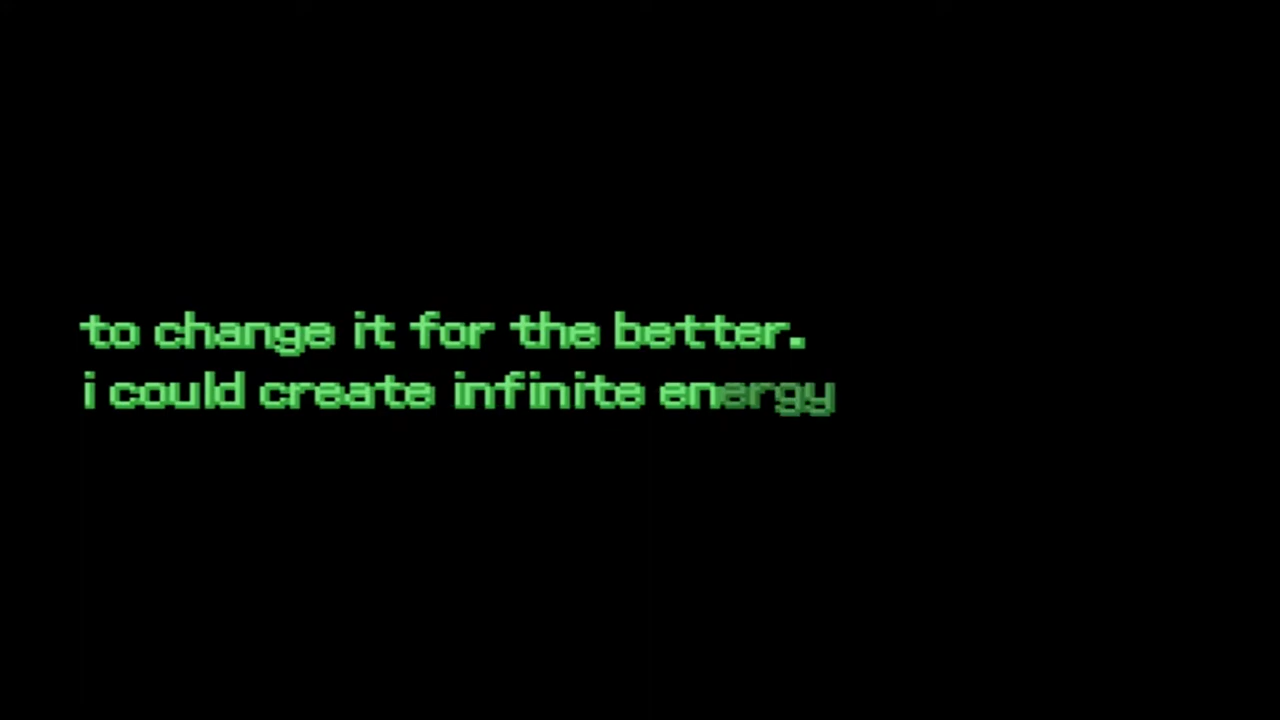 to change it for the better.
i could create infinite energy